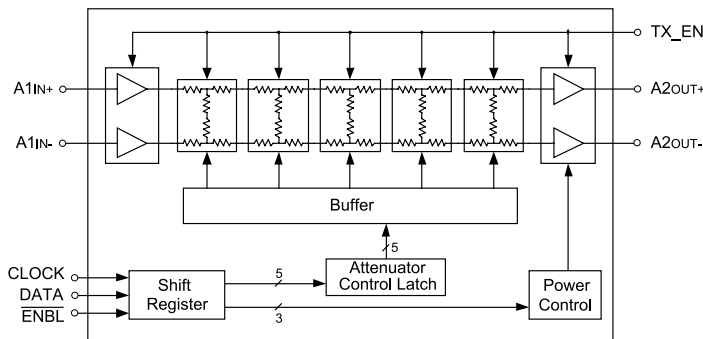 TX_EN
A1IN+
A2OUT+
A1IN-
A2OUT-
Buffer
5
CLOCK
DATA
ENBL
Shift
Register
5
3
Attenuator
Control Latch
Power
Control